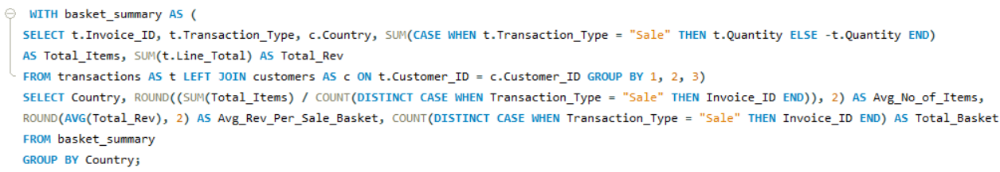 WITH basket_summary AS (
SELECT t.Invoice_ID, t.Transaction_Type, c.Country, SUM(CASE WHEN t.Transaction_Type = "Sale" THEN t.Quantity ELSE -t.Quantity END)
AS Total_Items, SUM(t.Line_Total) AS Total_Rev
FROM transactions AS t LEFT JOIN customers AS c ON t.Customer_ID = c.Customer_ID GROUP BY 1, 2, 3)
SELECT Country, ROUND((SUM(Total_Items) / COUNT(DISTINCT CASE WHEN Transaction_Type = "Sale" THEN Invoice_ID END)), 2) AS Avg_No_of_Items,
ROUND(AVG(Total_Rev), 2) AS Avg_Rev_Per_Sale_Basket, COUNT(DISTINCT CASE WHEN Transaction_Type = "Sale" THEN Invoice_ID END) AS Total_Basket
FROM basket_summary
GROUP BY Country;